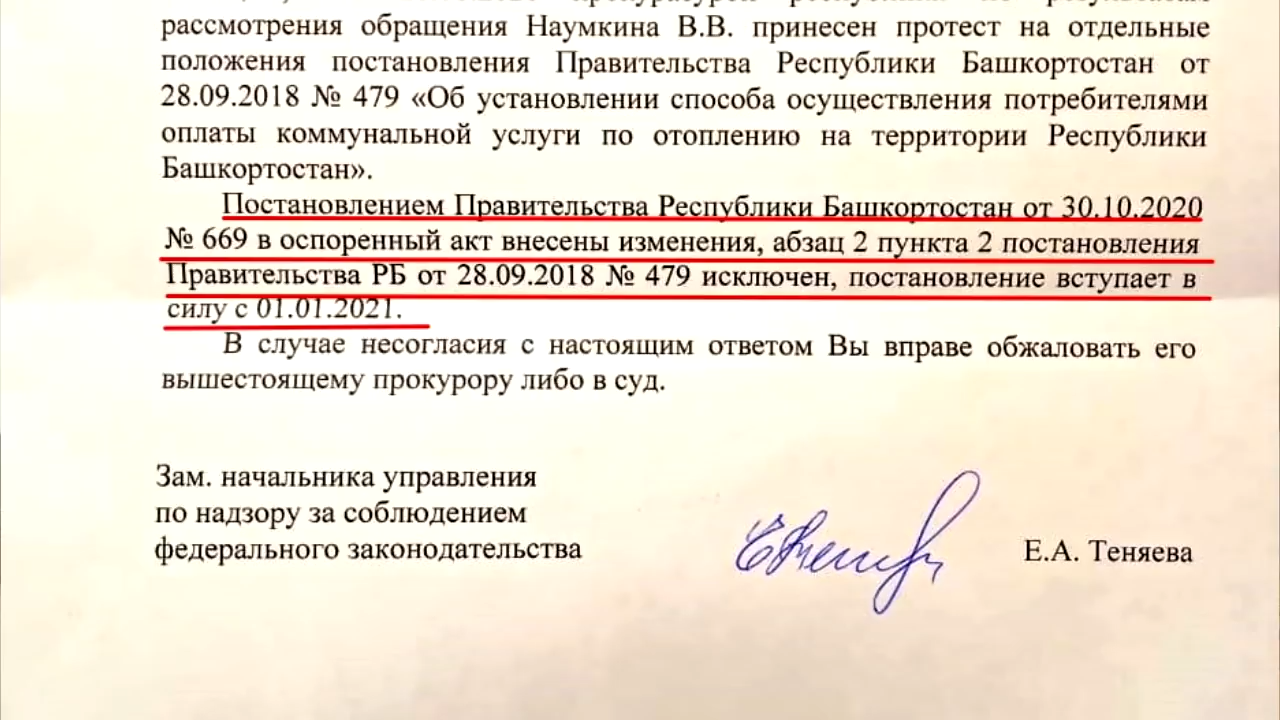 рассмотрения обращения Наумкина В.В. принесен протест на отдельные
положения постановления Правительства Республики Башкортостан от
28.09.2018 № 479 «Об установлении способа осуществления потребителями
оплаты коммунальной услуги по отоплению на территории Республики
Башкортостан».
Постановлением Правительства Республики Башкортостан от 30.10.2020
№ 669 в оспоренный акт внесены изменения, абзац 2 пункта 2 постановления
Правительства РБ от 28.09.2018 № 479 исключен, постановление вступает в
силу с 01.01.2021.
В случае несогласия с настоящим ответом Вы вправе обжаловать его
вышестоящему прокурору либо в суд.
Зам. начальника управления
по надзору за соблюдением
федерального законодательства
Е.А. Теняева